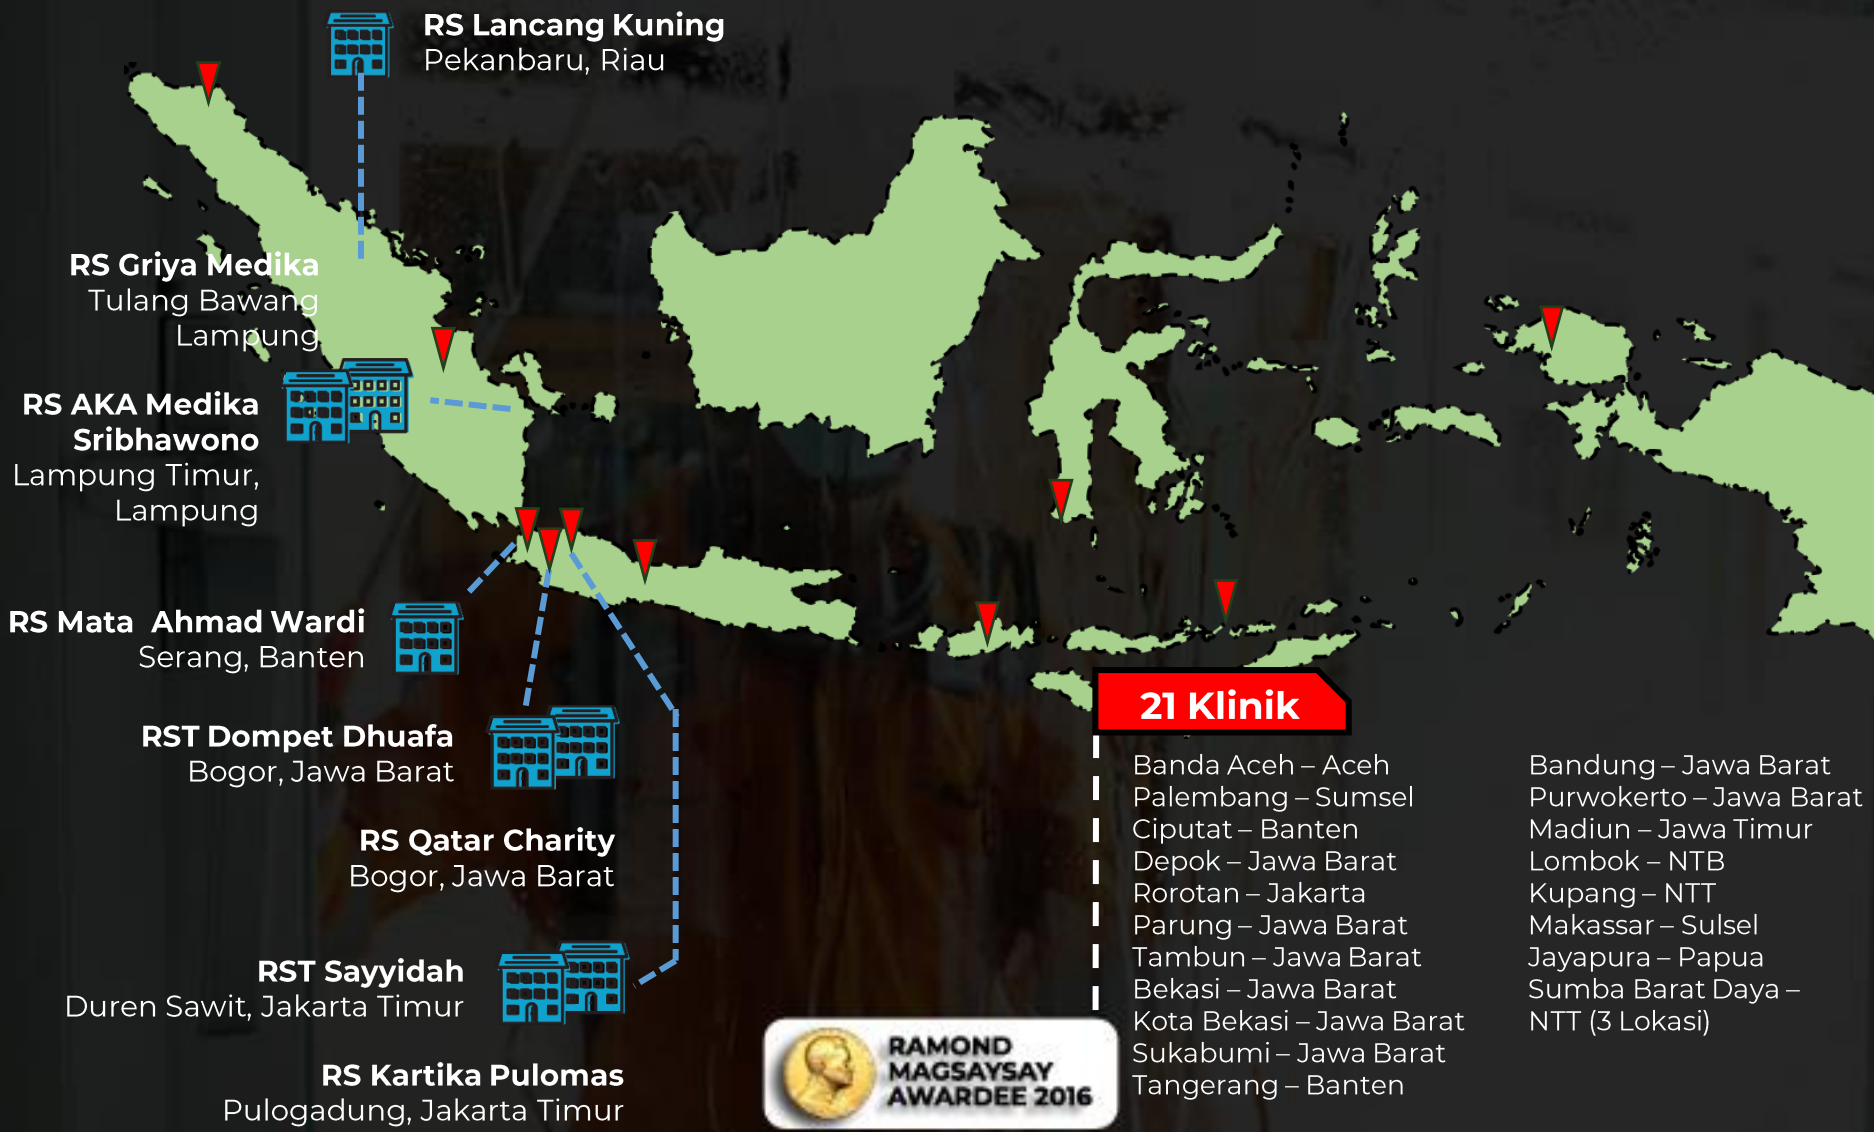 RS Lancang Kuning
Pekanbaru, Riau
RS Griya Medika
Tulang Bawang
Lampung
RS AKA Medika
Sribhawono
Lampung Timur,
Lampung
RS Mata Ahmad Wardi
Serang, Banten
RST Dompet Dhuafa
Bogor, Jawa Barat
RS Qatar Charity
Bogor, Jawa Barat
RST Sayyidah
Duren Sawit, Jakarta Timur
RS Kartika Pulomas
Pulogadung, Jakarta Timur
RAMOND
MAGSAYSAY
AWARDEE 2016
21 Klinik
Banda Aceh – Aceh
Palembang – Sumsel
Ciputat – Banten
Depok – Jawa Barat
Rorotan – Jakarta
Parung – Jawa Barat
Tambun – Jawa Barat
Bekasi – Jawa Barat
Kota Bekasi – Jawa Barat
Sukabumi – Jawa Barat
Tangerang – Banten
Bandung – Jawa Barat
Purwokerto – Jawa Barat
Madiun – Jawa Timur
Lombok – NTB
Kupang – NTT
Makassar – Sulsel
Jayapura – Papua
Sumba Barat Daya –
NTT (3 Lokasi)